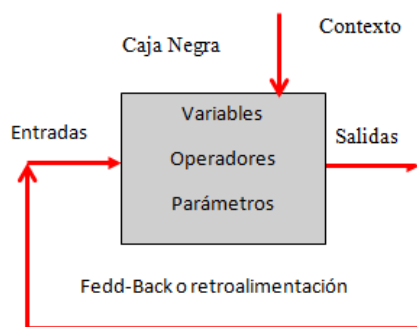 Contexto
Caja Negra
Variables
Entradas
Operadores
Salidas
Parámetros
Fedd-Back o retroalimentación